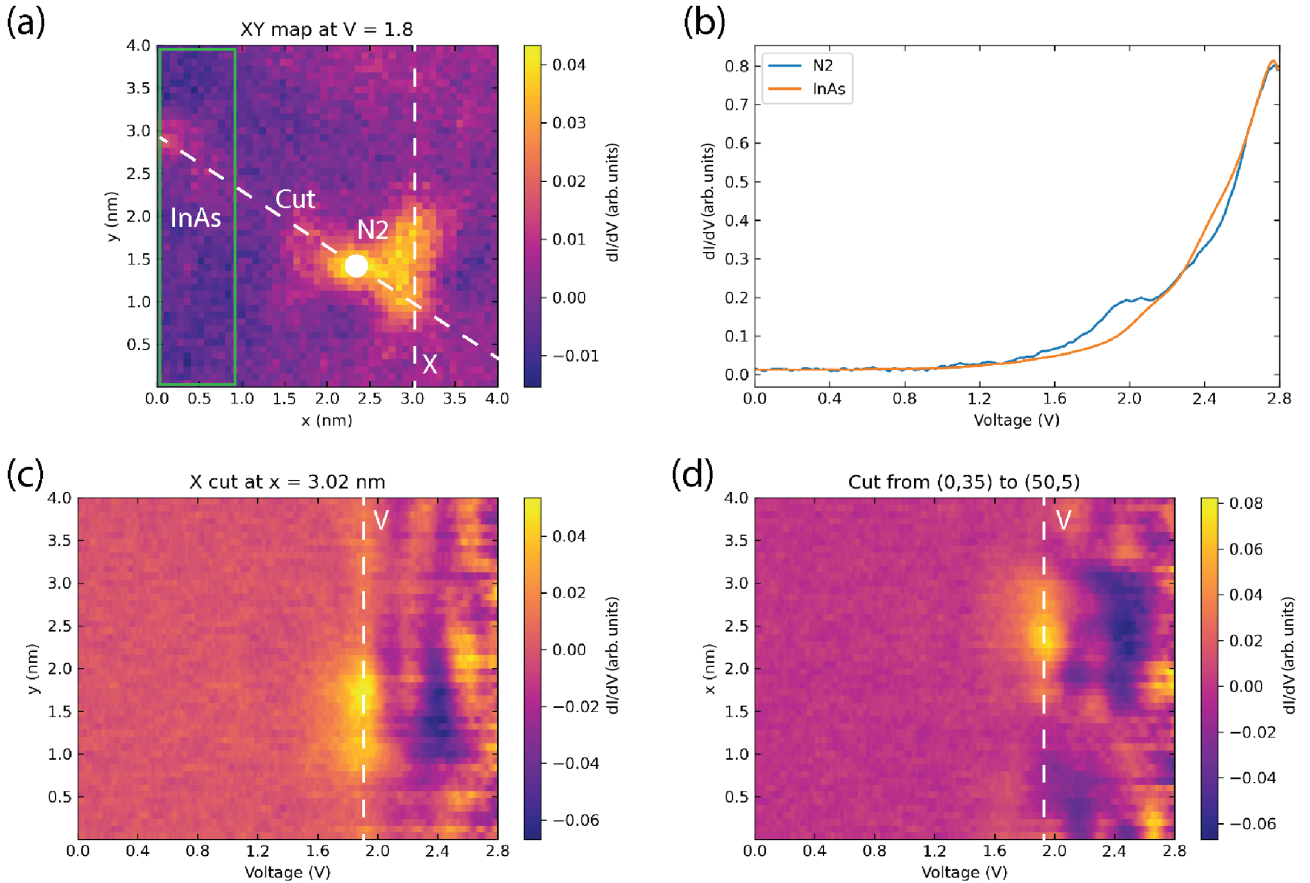 (a)
XY map at V = 1.8
4.0
3.5
3.0
2.5
2.0
1.5
1.0
0.5
y (nm)
InAs
Cut
N2
X
0.0 0.5 1.0 1.5 2.0 2.5 3.0 3.5 4.0
x (nm)
0.04
0.03
0.02
0.01
0.00
−0.01
dI/dV (arb. units)
(b)
N2
InAs
0.8
0.7
0.6
0.5
0.4
0.3
0.2
0.1
0.0
dI/dV (arb. units)
0.0 0.4 0.8 1.2 1.6 2.0 2.4 2.8
Voltage (V)
(c)
X cut at x = 3.02 nm
4.0
3.5
3.0
2.5
2.0
1.5
1.0
0.5
y (nm)
V
0.0 0.4 0.8 1.2 1.6 2.0 2.4 2.8
Voltage (V)
0.04
0.02
0.00
−0.02
−0.04
−0.06
dI/dV (arb. units)
(d)
Cut from (0,35) to (50,5)
4.0
3.5
3.0
2.5
2.0
1.5
1.0
0.5
x (nm)
V
0.0 0.4 0.8 1.2 1.6 2.0 2.4 2.8
Voltage (V)
0.08
0.06
0.04
0.02
0.00
−0.02
−0.04
−0.06
dI/dV (arb. units)